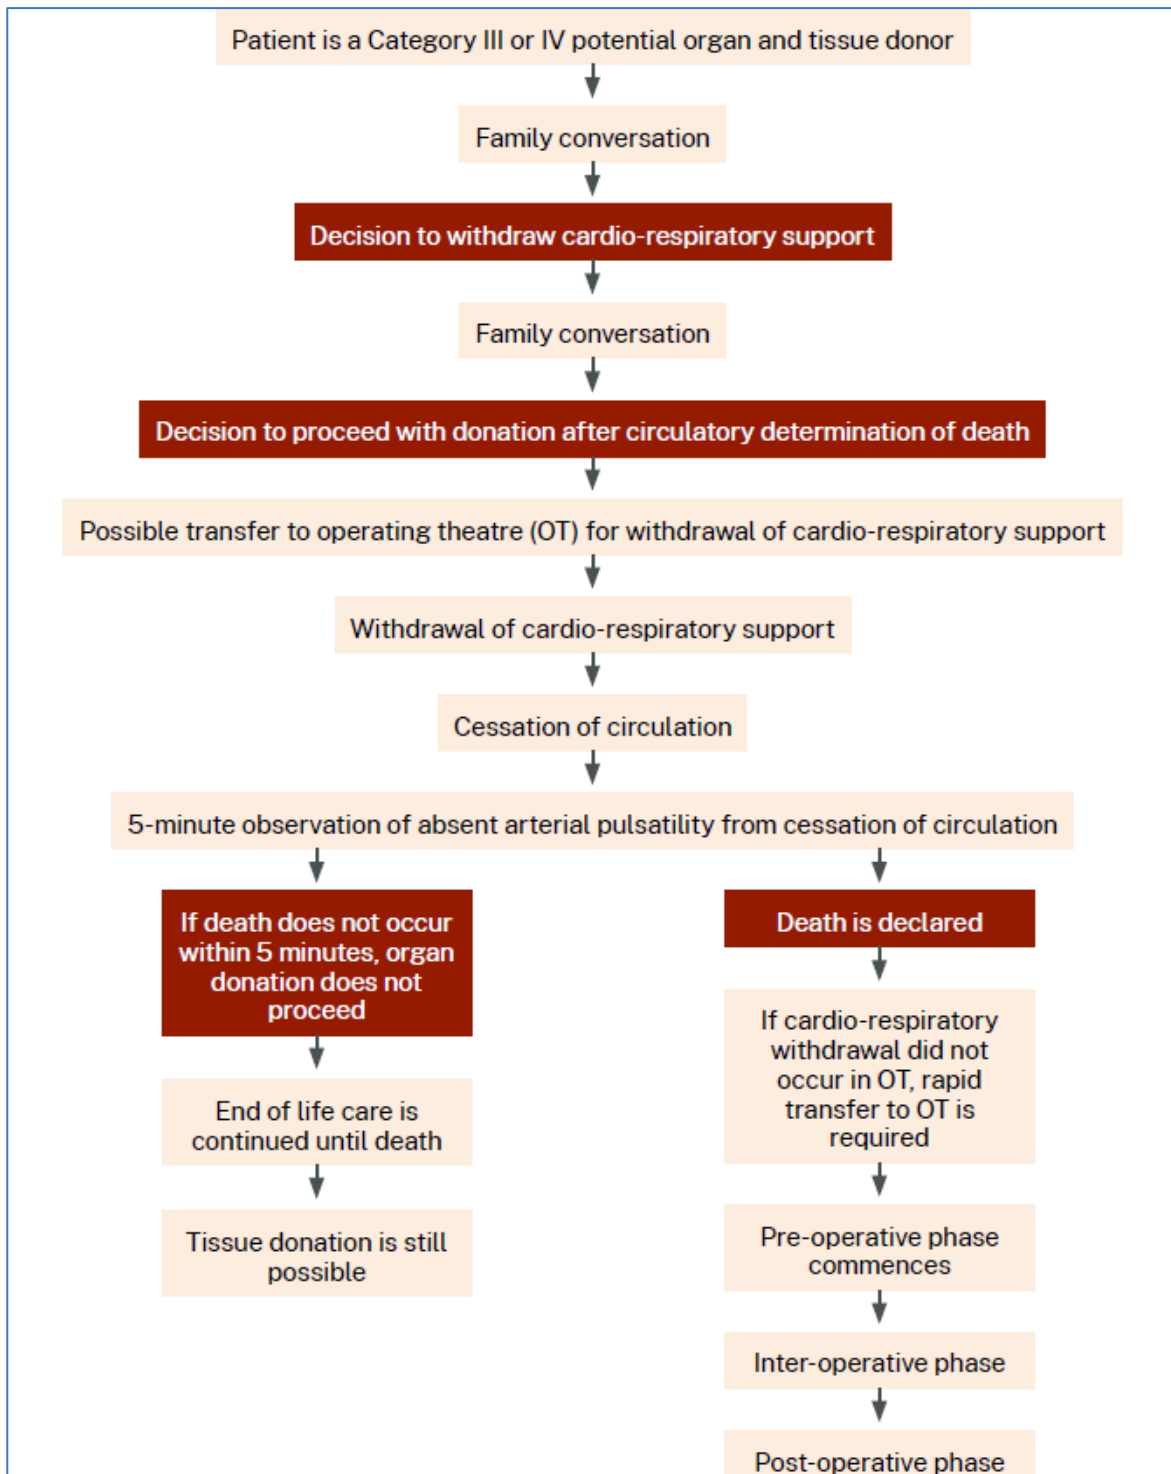 Patient is a Category III or IV potential organ and tissue donor
Family conversation
Decision to withdraw cardio-respiratory support
Family conversation
Decision to proceed with donation after circulatory determination of death
Possible transfer to operating theatre (OT) for withdrawal of cardio-respiratory support
Withdrawal of cardio-respiratory support
Cessation of circulation
5-minute observation of absent arterial pulsatility from cessation of circulation
If death does not occur
within 5 minutes, organ
donation does not
proceed
End of life care is
continued until death
Tissue donation is still
possible
Death is declared
If cardio-respiratory
withdrawal did not
occur in OT, rapid
transfer to OT is
required
Pre-operative phase
commences
Inter-operative phase
Post-operative phase